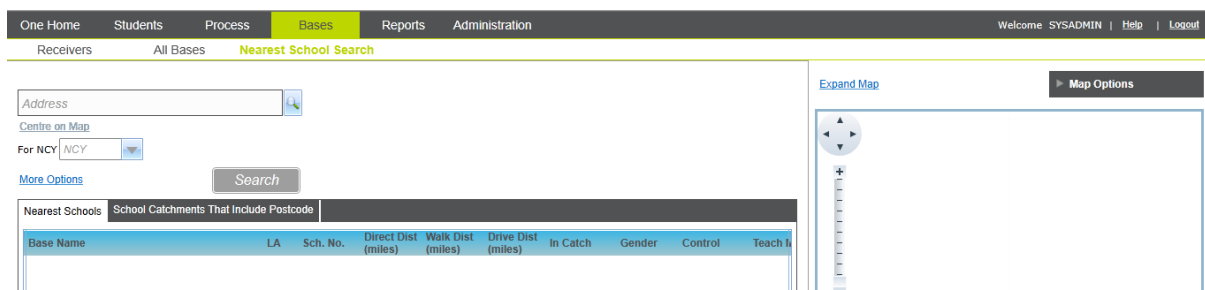 One Home Students Process Bases Reports Administration Welcome SYSADMIN | Help | Logout
Receivers All Bases Nearest School Search
Expand Map Map Options
Address
Centre on Map
For NCY NCY
More Options Search
Nearest Schools School Catchments That Include Postcode
Base Name LA Sch. No. Direct Dist (miles) Walk Dist (miles) Drive Dist (miles) In Catch Gender Control Teach